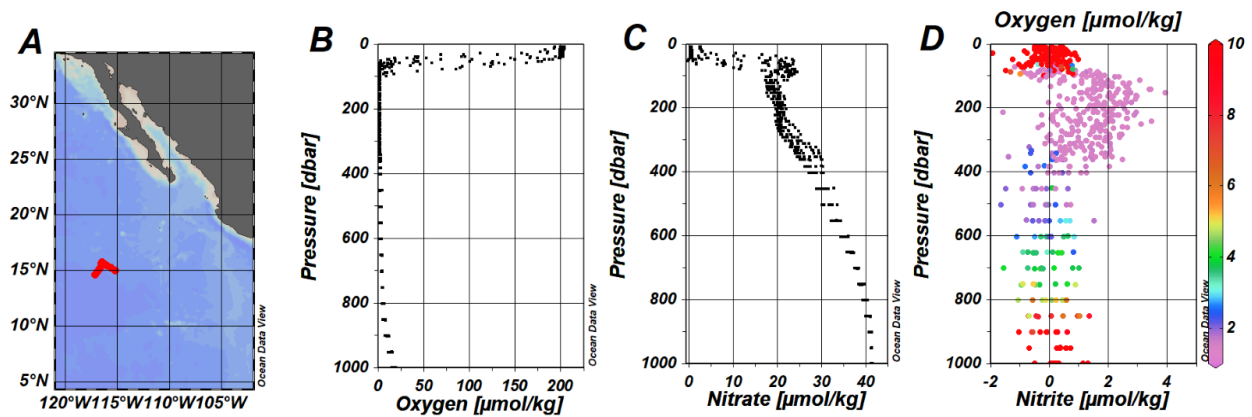 A
30°N
25°N
20°N
15°N
10°N
5°N
120°W115°W110°W105°W
Ocean Data View
B
0
200
400
600
800
1000
Pressure [dbar]
0 50 100 150 200
Oxygen [µmol/kg]
Ocean Data View
C
0
200
400
600
800
1000
Pressure [dbar]
0 10 20 30 40
Nitrate [µmol/kg]
Ocean Data View
Oxygen [µmol/kg]
D
0
200
400
600
800
1000
Pressure [dbar]
-2 0 2 4
Nitrite [µmol/kg]
10
8
6
4
2
Ocean Data View